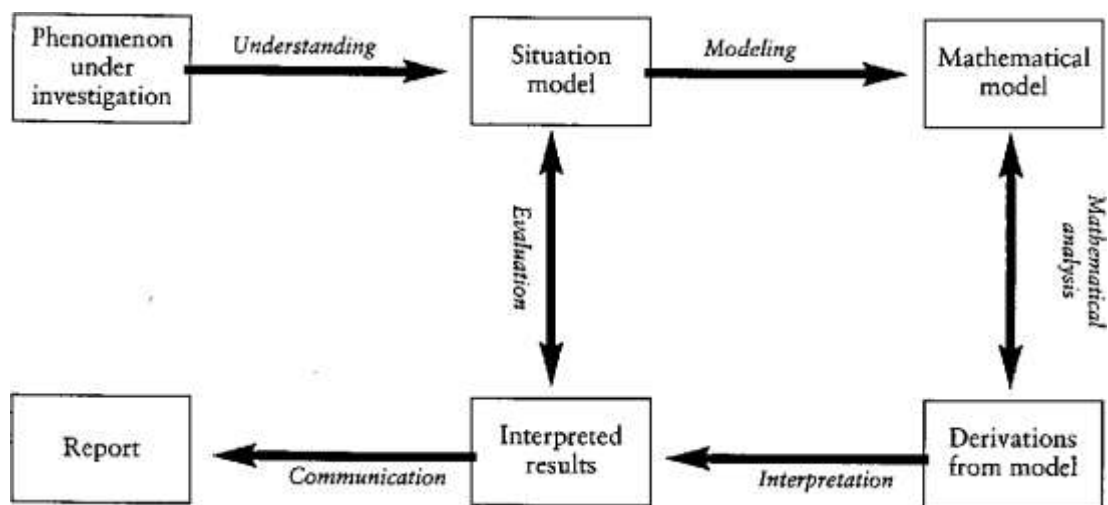 Phenomenon
under
investigation
Understanding
Situation
model
Modeling
Mathematical
model
Evaluation
Mathematical
analysis
Report
Communication
Interpreted
results
Interpretation
Derivations
from model